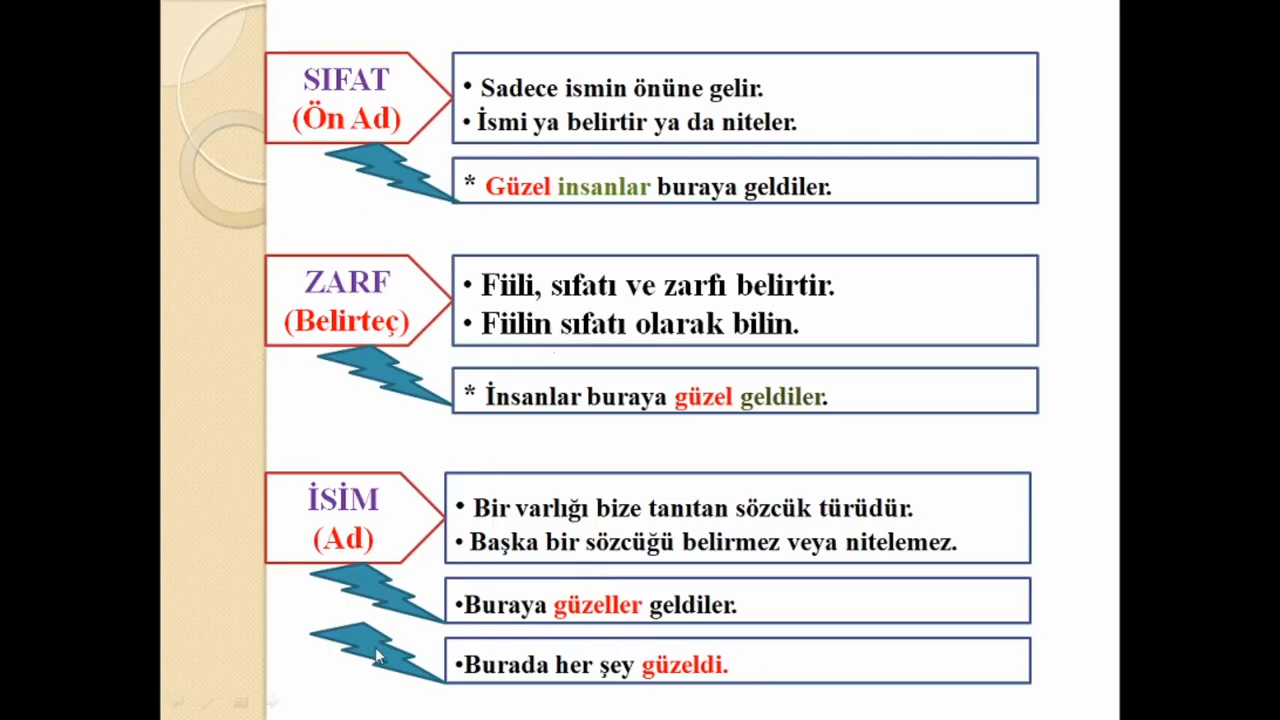 SIFAT
(Ön Ad)
• Sadece ismin önüne gelir.
• İsmi ya belirtir ya da niteler.
* Güzel insanlar buraya geldiler.
ZARF
(Belirteç)
• Fiili, sıfatı ve zarfı belirtir.
• Fiilin sıfatı olarak bilin.
* İnsanlar buraya güzel geldiler.
İSİM
(Ad)
• Bir varlığı bize tanıtan sözcük türüdür.
• Başka bir sözcüğü belirmez veya nitelemez.
•Buraya güzeller geldiler.
•Burada her şey güzeldi.